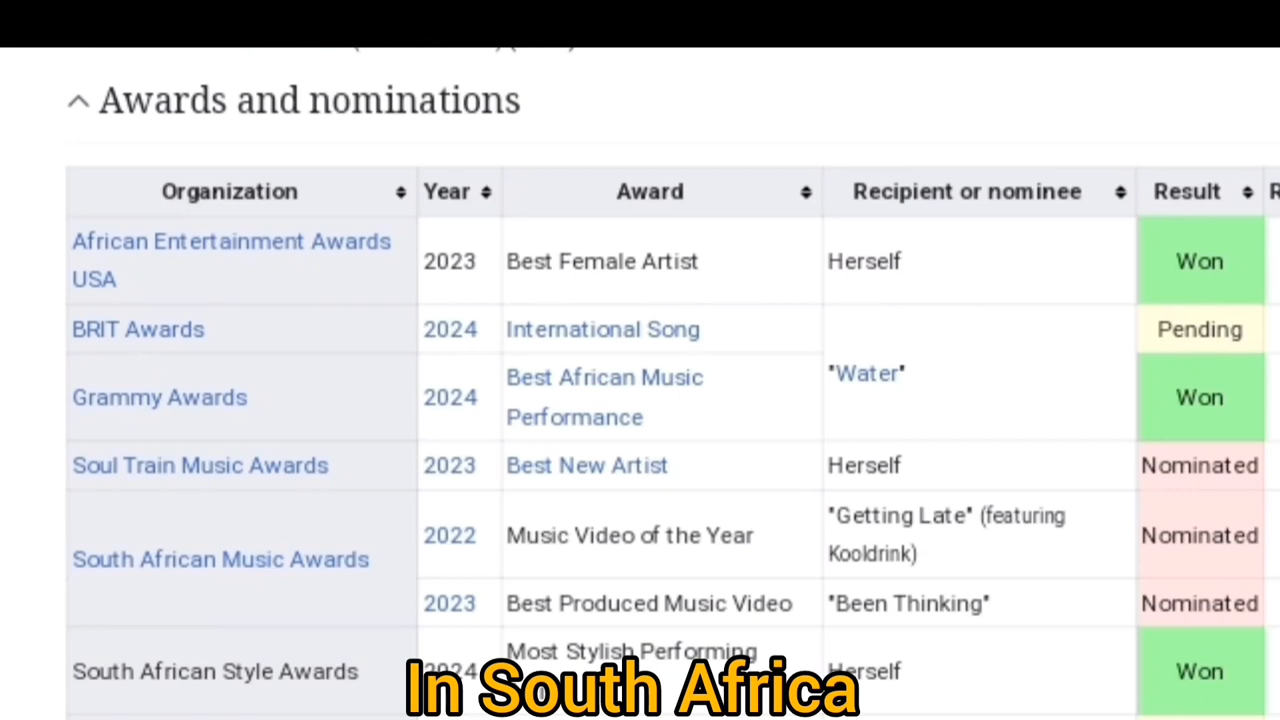 Awards and nominations
Organization Year Award Recipient or nominee Result
African Entertainment Awards USA 2023 Best Female Artist Herself Won
BRIT Awards 2024 International Song "Water" Pending
Grammy Awards 2024 Best African Music Performance Won
Soul Train Music Awards 2023 Best New Artist Herself Nominated
South African Music Awards 2022 Music Video of the Year "Getting Late" (featuring Kooldrink) Nominated
2023 Best Produced Music Video "Been Thinking" Nominated
South African Style Awards 2024 Most Stylish Performing Herself Won
In South Africa